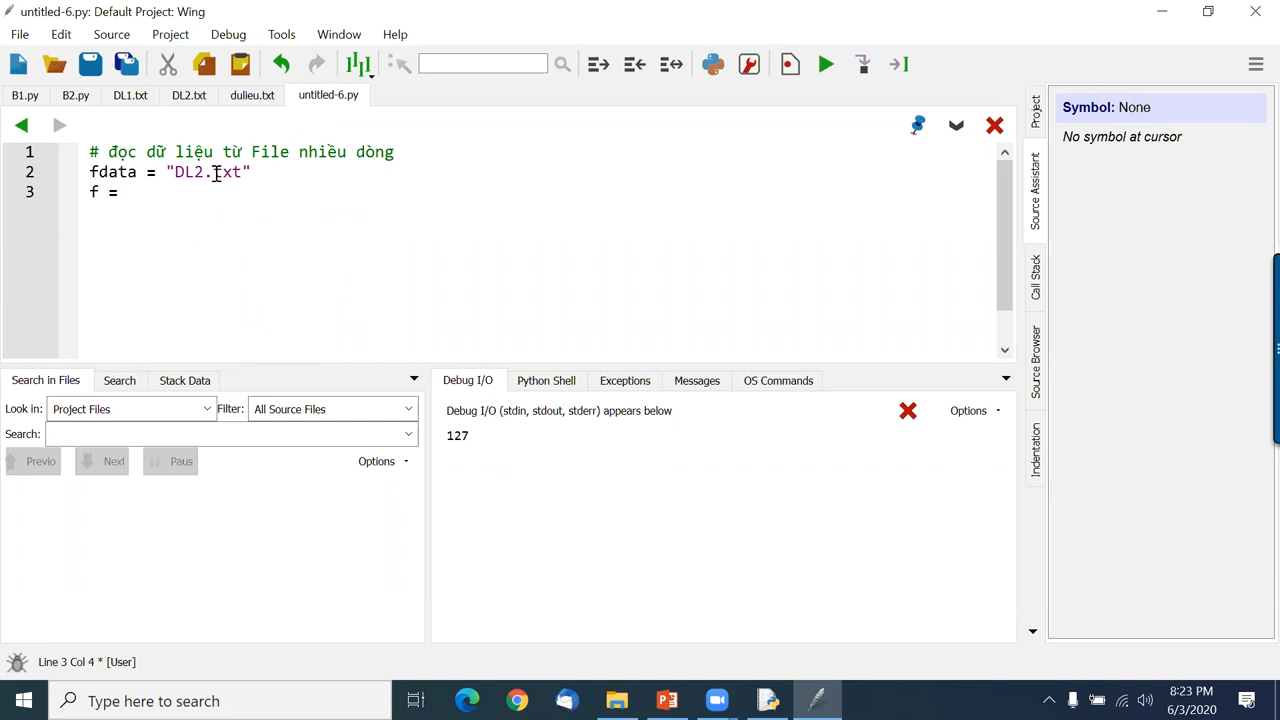 untitled-6.py: Default Project: Wing
File Edit Source Project Debug Tools Window Help
B1.py B2.py DL1.txt DL2.txt dulieu.txt untitled-6.py
1 # đọc dữ liệu từ File nhiều dòng
2 fdata = "DL2.txt"
3 f =
Symbol: None
No symbol at cursor
Project
Source Assistant
Call Stack
Source Browser
Indentation
Search in Files Search Stack Data
Look in: Project Files Filter: All Source Files
Search:
Previo Next Paus Options
Debug I/O Python Shell Exceptions Messages OS Commands
Debug I/O (stdin, stdout, stderr) appears below Options
127
Line 3 Col 4 * [User]
Type here to search
8:23 PM
6/3/2020